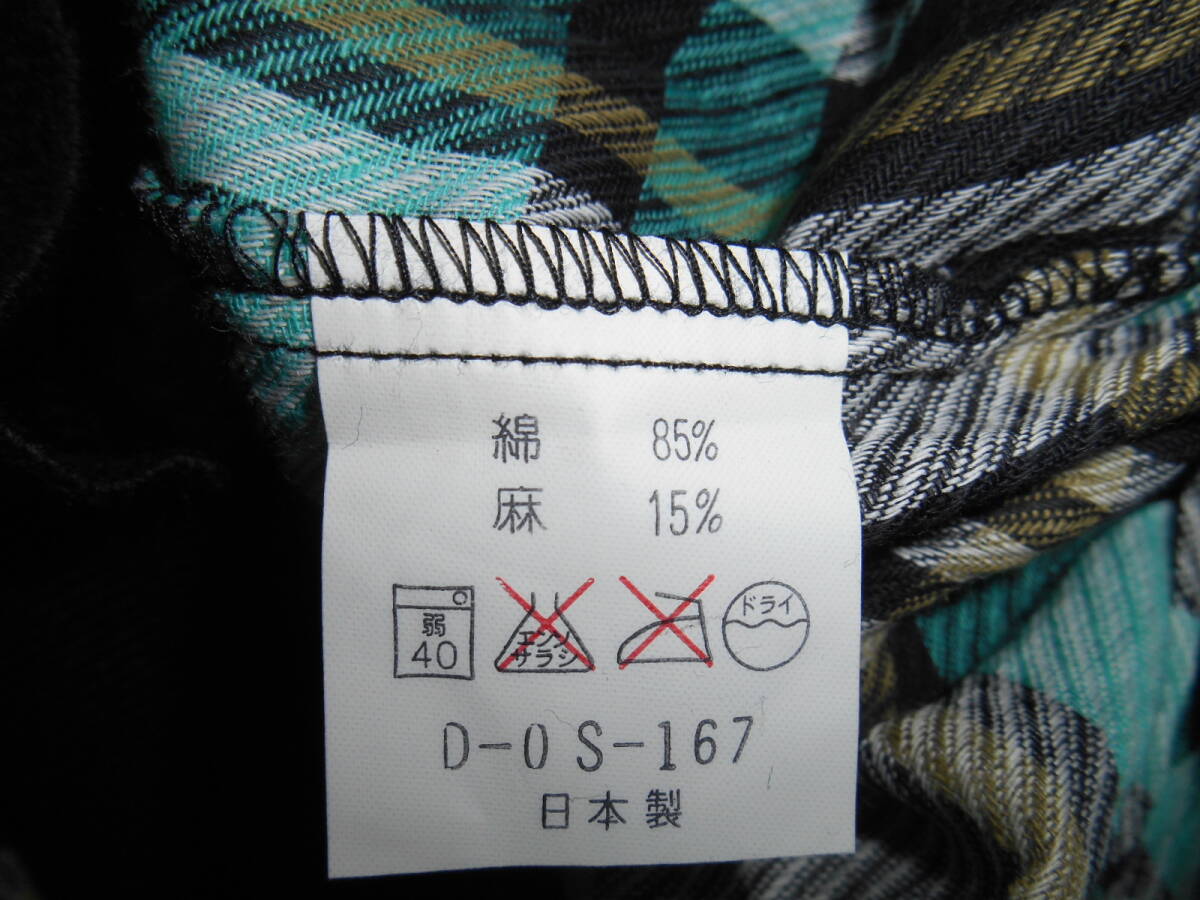 綿 85%
麻 15%
弱 40 エンソ サラシ ドライ
D-0S-167
日本製